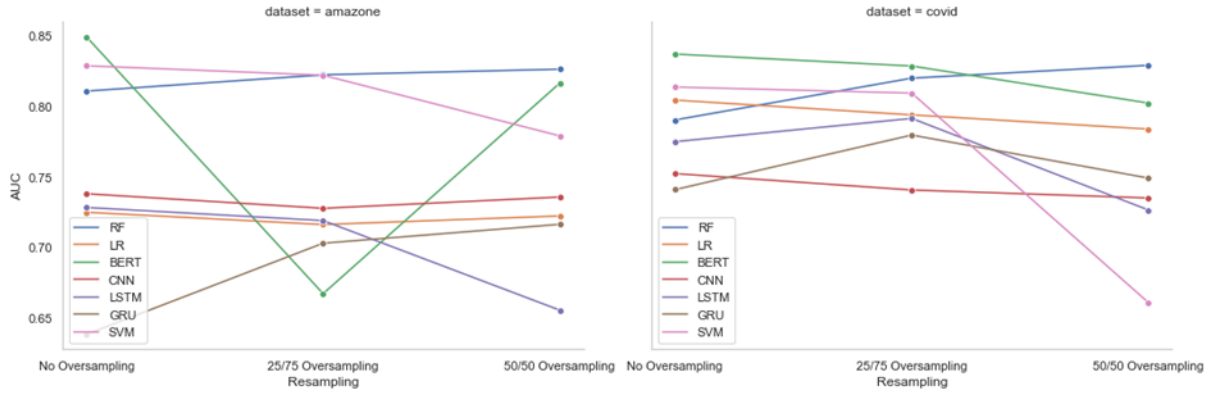 dataset = amazone
AUC
0.85
0.80
0.75
0.70
0.65
RF
LR
BERT
CNN
LSTM
GRU
SVM
No Oversampling
25/75 Oversampling
50/50 Oversampling
Resampling
dataset = covid
RF
LR
BERT
CNN
LSTM
GRU
SVM
No Oversampling
25/75 Oversampling
50/50 Oversampling
Resampling